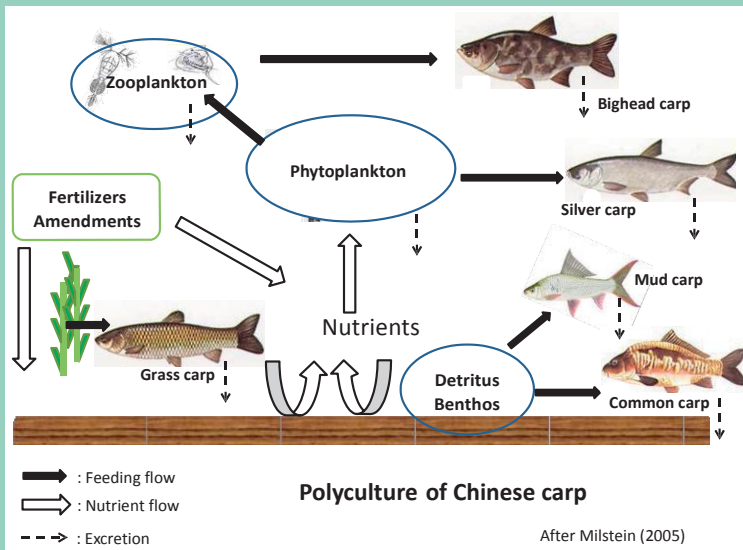 Zooplankton
Bighead carp
Phytoplankton
Fertilizers
Amendments
Silver carp
Mud carp
Nutrients
Grass carp
Detritus
Benthos
Common carp
: Feeding flow
: Nutrient flow
: Excretion
Polyculture of Chinese carp
After Milstein (2005)